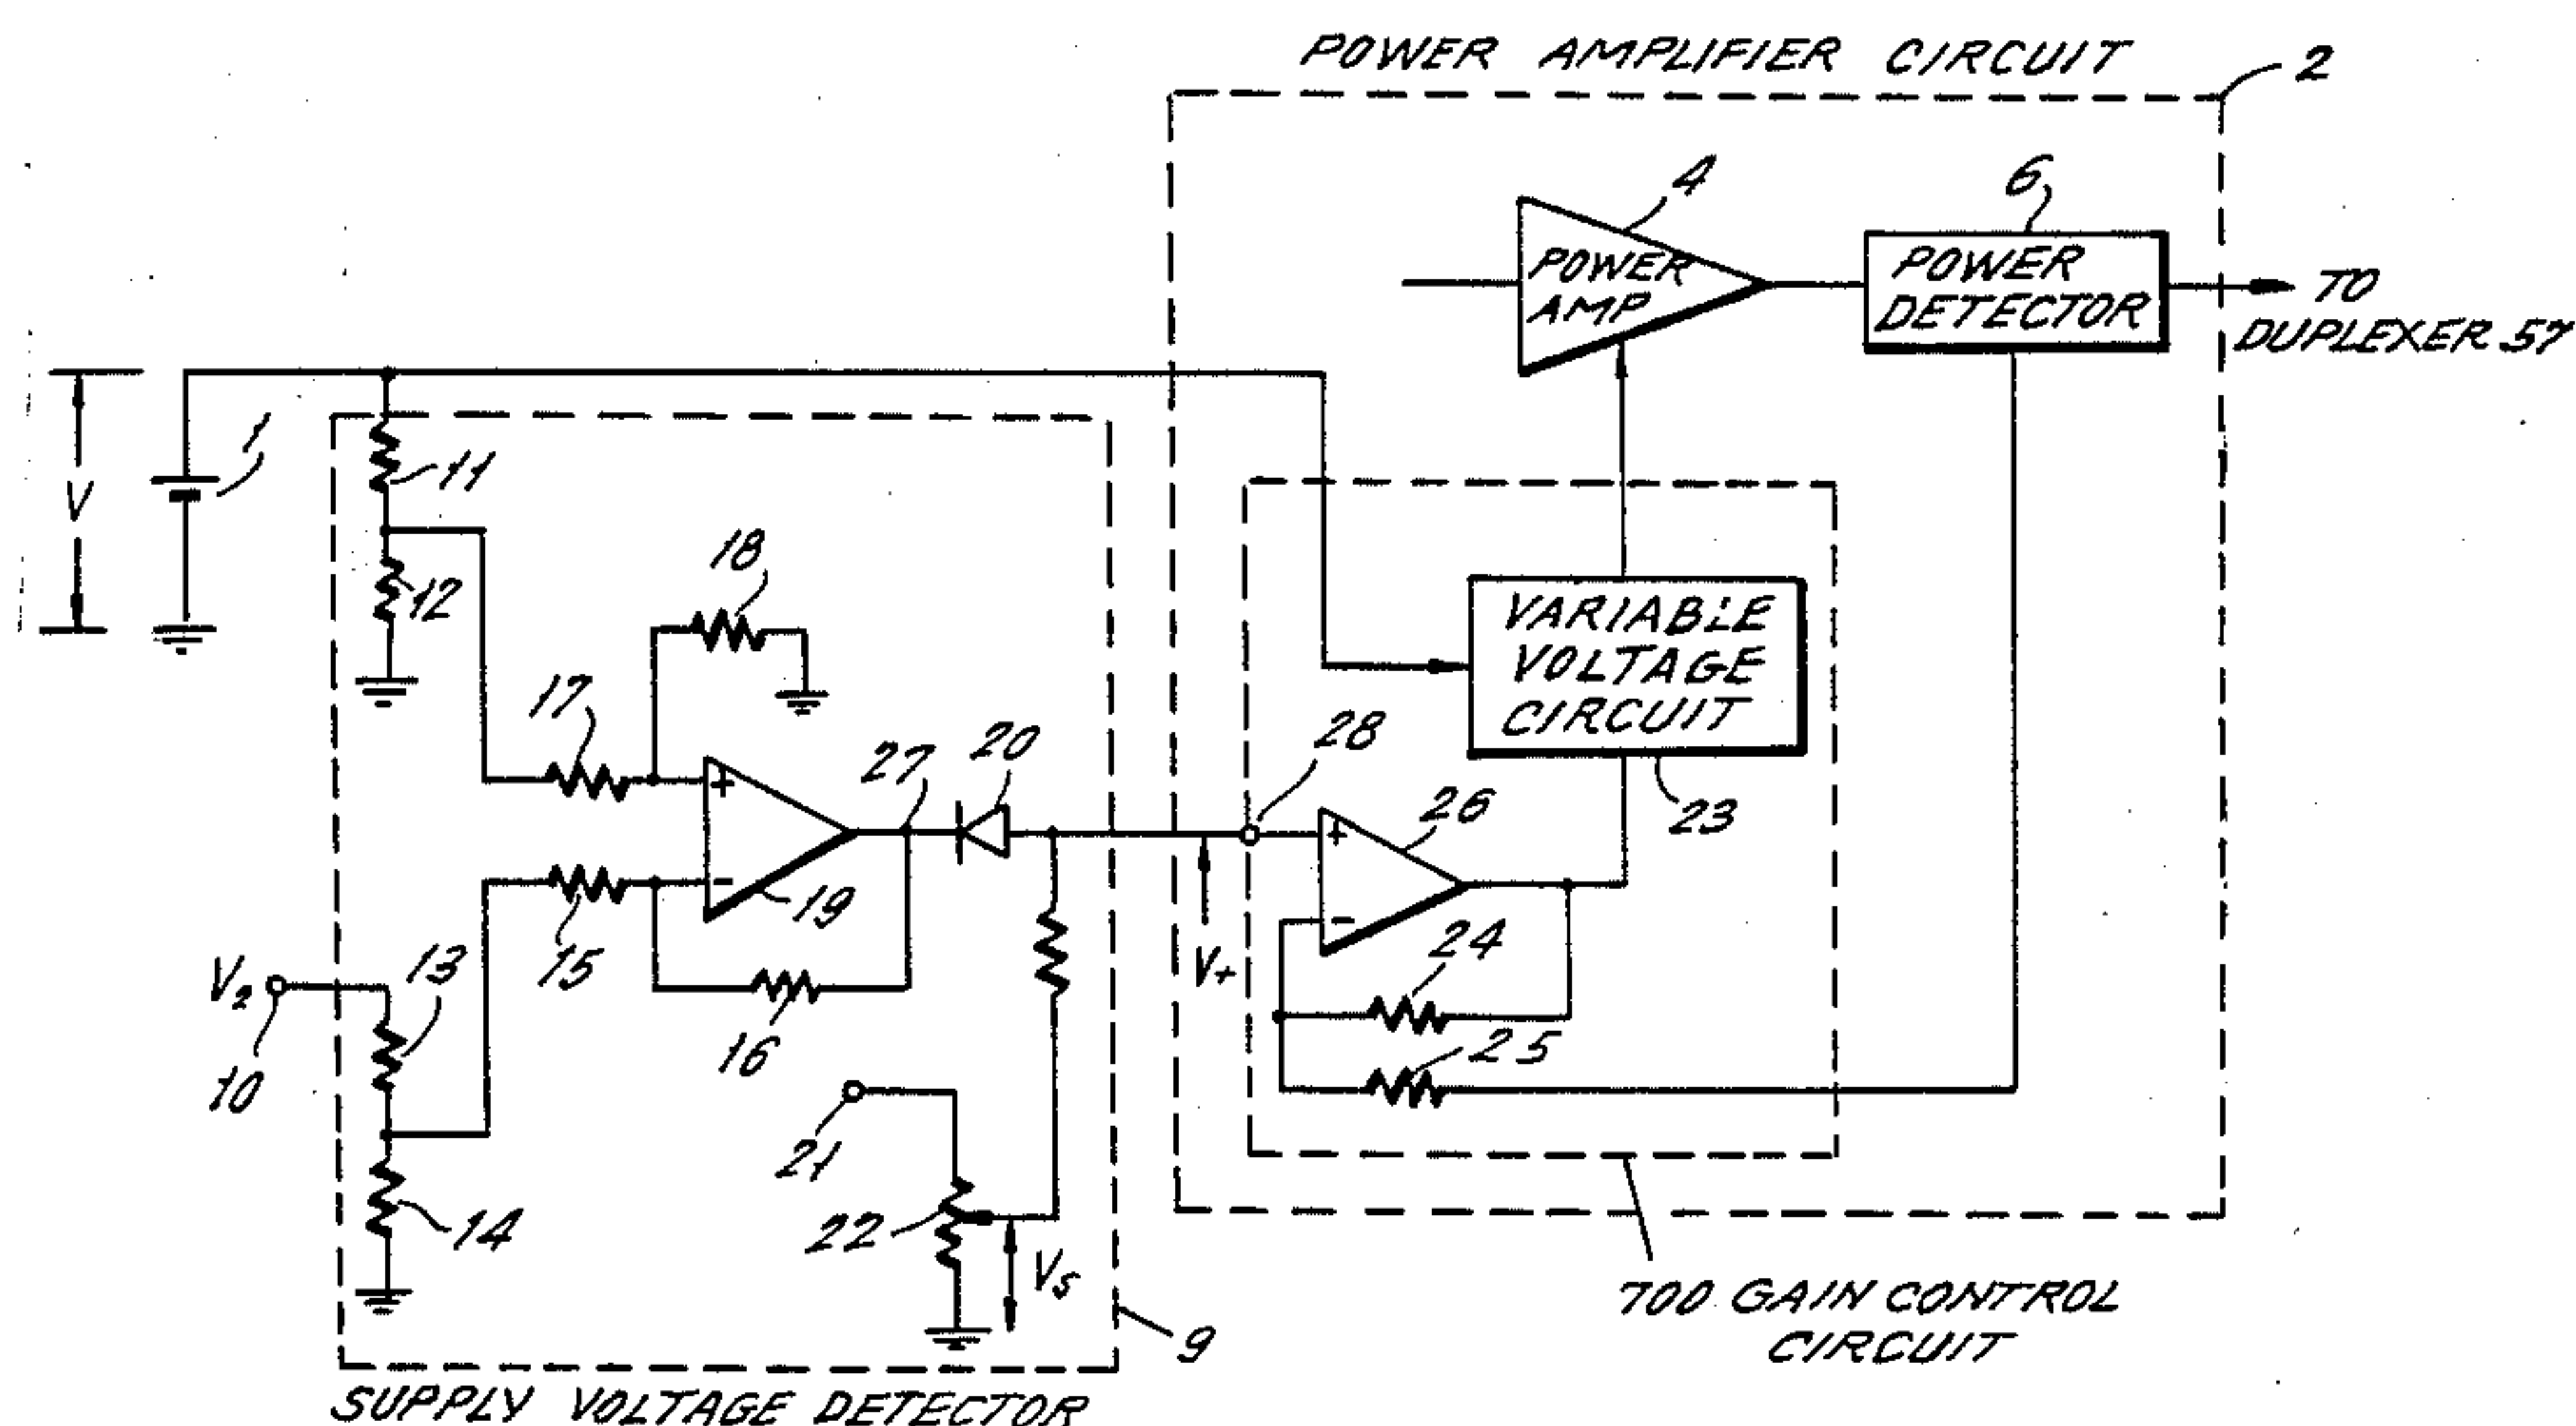 POWER AMPLIFIER CIRCUIT
2
4
6
POWER
AMP
POWER
DETECTOR
TO
DUPLEXER 57
V
1
11
12
18
VARIABLE
VOLTAGE
CIRCUIT
17
27
20
28
26
23
+
-
19
+
-
V+
24
25
V₂
10
13
15
16
21
22
14
V₅
9
700 GAIN CONTROL
CIRCUIT
SUPPLY VOLTAGE DETECTOR